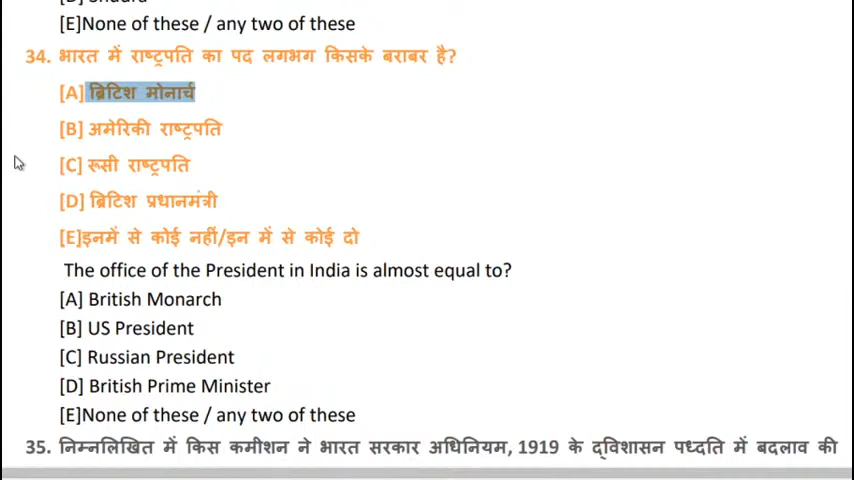 [E]None of these / any two of these
34. भारत में राष्ट्रपति का पद लगभग किसके बराबर है?
[A] ब्रिटिश मोनार्च
[B] अमेरिकी राष्ट्रपति
[C] रूसी राष्ट्रपति
[D] ब्रिटिश प्रधानमंत्री
[E]इनमें से कोई नहीं/इन में से कोई दो
The office of the President in India is almost equal to?
[A] British Monarch
[B] US President
[C] Russian President
[D] British Prime Minister
[E]None of these / any two of these
35. निम्नलिखित में किस कमीशन ने भारत सरकार अधिनियम, 1919 के द्विशासन पध्दति में बदलाव की